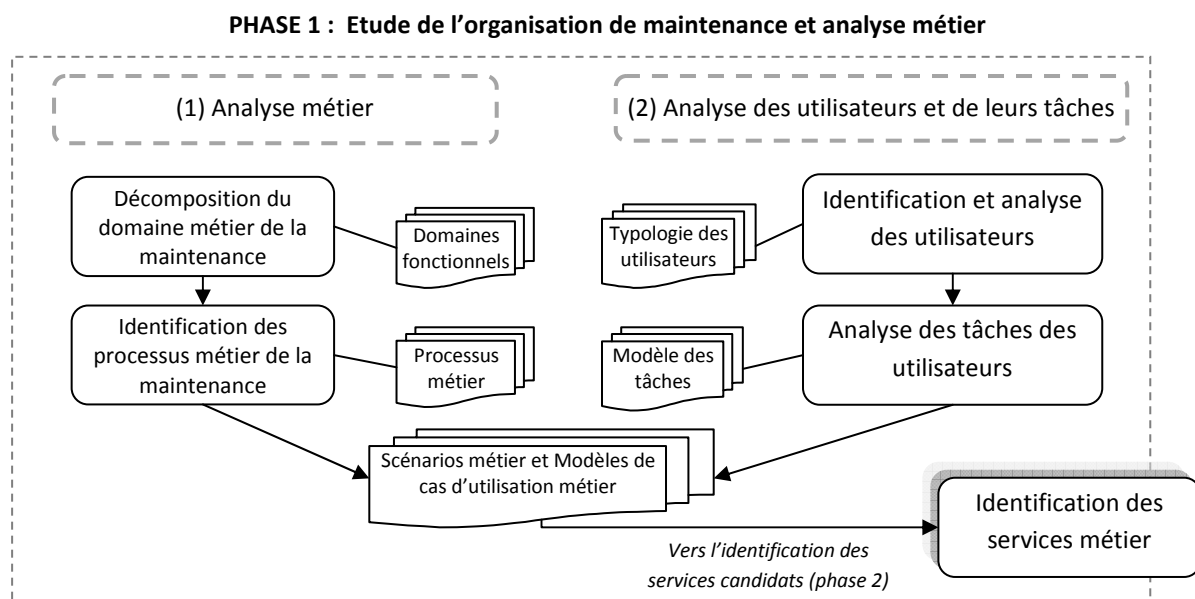 PHASE 1 : Etude de l'organisation de maintenance et analyse métier
(1) Analyse métier
(2) Analyse des utilisateurs et de leurs tâches
Décomposition du
domaine métier de la
maintenance
Domaines
fonctionnels
Typologie des
utilisateurs
Identification et analyse
des utilisateurs
Identification des
processus métier de la
maintenance
Processus
métier
Modèle des
tâches
Analyse des tâches des
utilisateurs
Scénarios métier et Modèles de
cas d'utilisation métier
Identification des
services métier
Vers l'identification des
services candidats (phase 2)